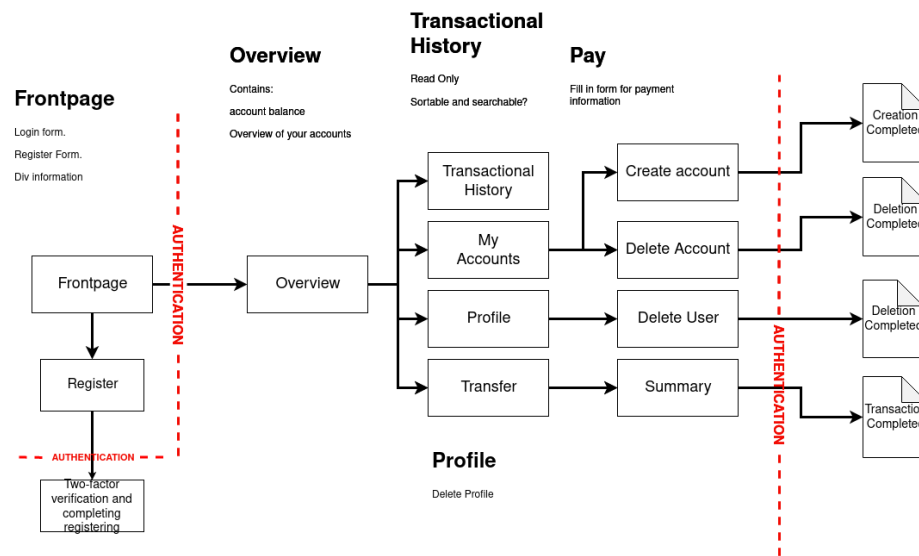 Transactional
History
Overview
Pay
Contains:
account balance
Overview of your accounts
Read Only
Sortable and searchable?
Fill in form for payment
information
Frontpage
Login form.
Register Form.
Div information
AUTHENTICATION
Frontpage
Overview
Transactional
History
My
Accounts
Profile
Transfer
Create account
Delete Account
Delete User
Summary
Creation
Completed
Deletion
Completed
Deletion
Completed
Transaction
Completed
AUTHENTICATION
Register
AUTHENTICATION
Two-factor
verification and
completing
registering
Profile
Delete Profile